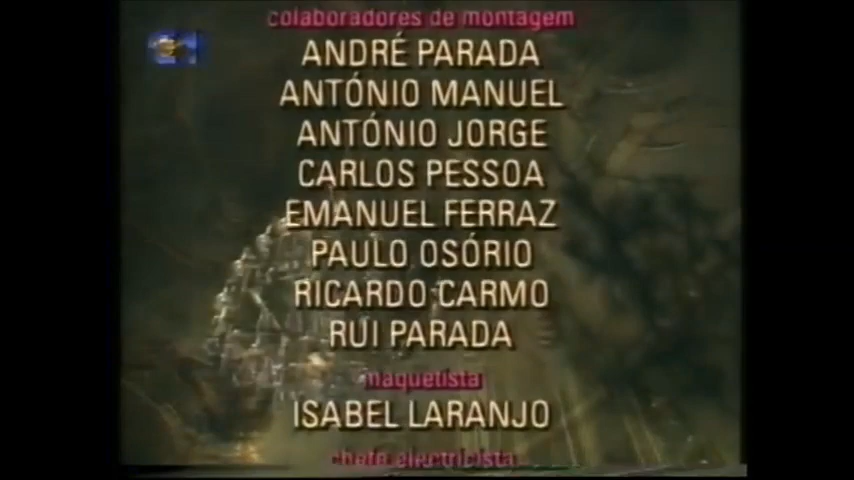 colaboradores de montagem
ANDRÉ PARADA
ANTÓNIO MANUEL
ANTÓNIO JORGE
CARLOS PESSOA
EMANUEL FERRAZ
PAULO OSÓRIO
RICARDO CARMO
RUI PARADA
maquetista
ISABEL LARANJO
chefe electricista